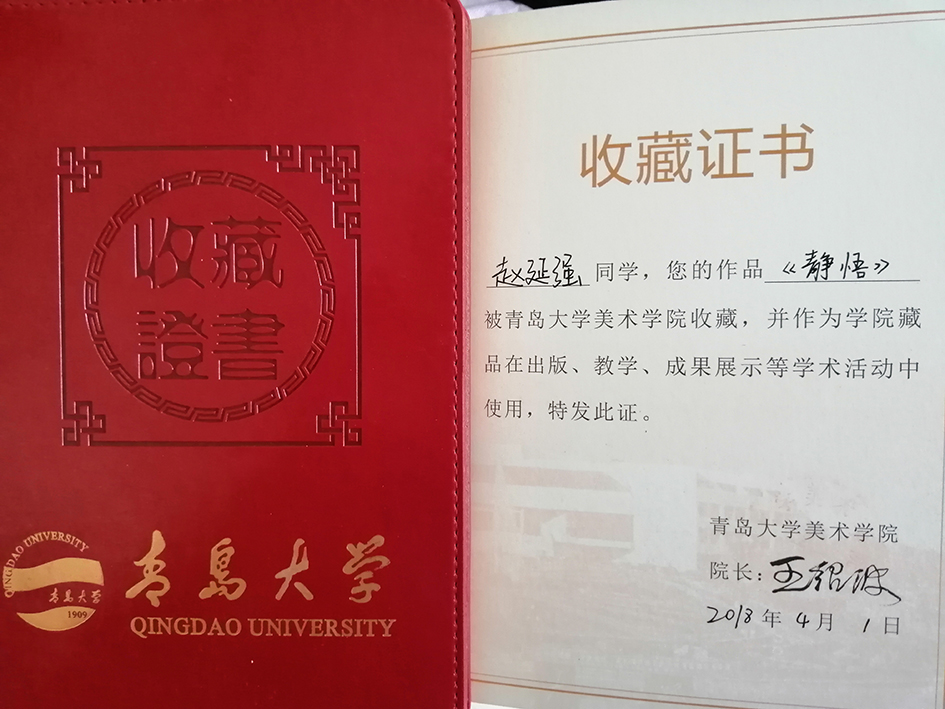 收藏
證書
QINGDAO UNIVERSITY
青岛大学
1909
青島大学
QINGDAO UNIVERSITY
收藏证书
赵延强同学，您的作品《静悟》
被青岛大学美术学院收藏，并作为学院藏
品在出版、教学、成果展示等学术活动中
使用，特发此证。
青岛大学美术学院
院长：王绍波
2018年4月1日